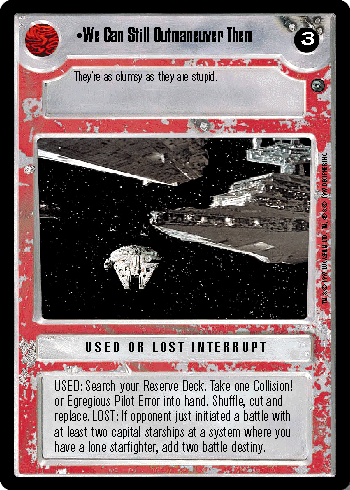 •We Can Still Outmaneuver Them
3
They're as clumsy as they are stupid.
USED OR LOST INTERRUPT
USED: Search your Reserve Deck. Take one Collision!
or Egregious Pilot Error into hand. Shuffle, cut and
replace. LOST: If opponent just initiated a battle with
at least two capital starships at a system where you
have a lone starfighter, add two battle destiny.